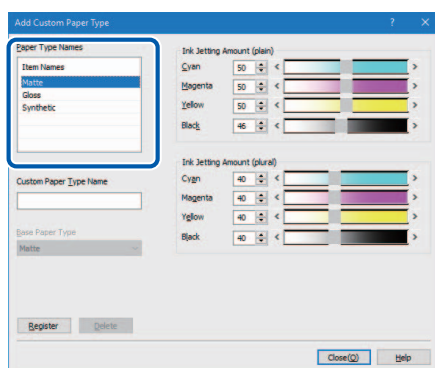 Add Custom Paper Type ? X
Paper Type Names
Item Names
Matte
Gloss
Synthetic
Custom Paper Type Name
Base Paper Type
Matte
Register Delete
Ink Jetting Amount (plain)
Cyan 50 < >
Magenta 50 < >
Yellow 50 < >
Black 46 < >
Ink Jetting Amount (plural)
Cyan 40 < >
Magenta 40 < >
Yellow 40 < >
Black 40 < >
Close(O) Help